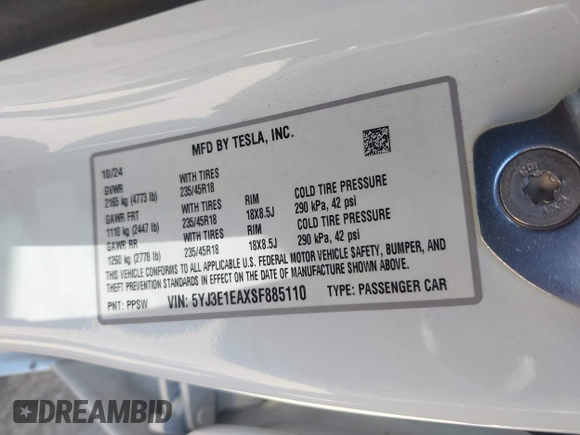 MFD BY TESLA, INC.
10/24
GVWR WITH TIRES
2165 kg (4773 lb) 235/45R18
GAWR FRT WITH TIRES RIM COLD TIRE PRESSURE
1110 kg (2447 lb) 235/45R18 18X8.5J 290 kPa, 42 psi
GAWR RR WITH TIRES RIM COLD TIRE PRESSURE
1260 kg (2778 lb) 235/45R18 18X8.5J 290 kPa, 42 psi
THIS VEHICLE CONFORMS TO ALL APPLICABLE U.S. FEDERAL MOTOR VEHICLE SAFETY, BUMPER, AND
THEFT PREVENTION STANDARDS IN EFFECT ON THE DATE OF MANUFACTURE SHOWN ABOVE.
PNT: PPSW VIN: 5YJ3E1EAXSF885110 TYPE: PASSENGER CAR
DREAMBID